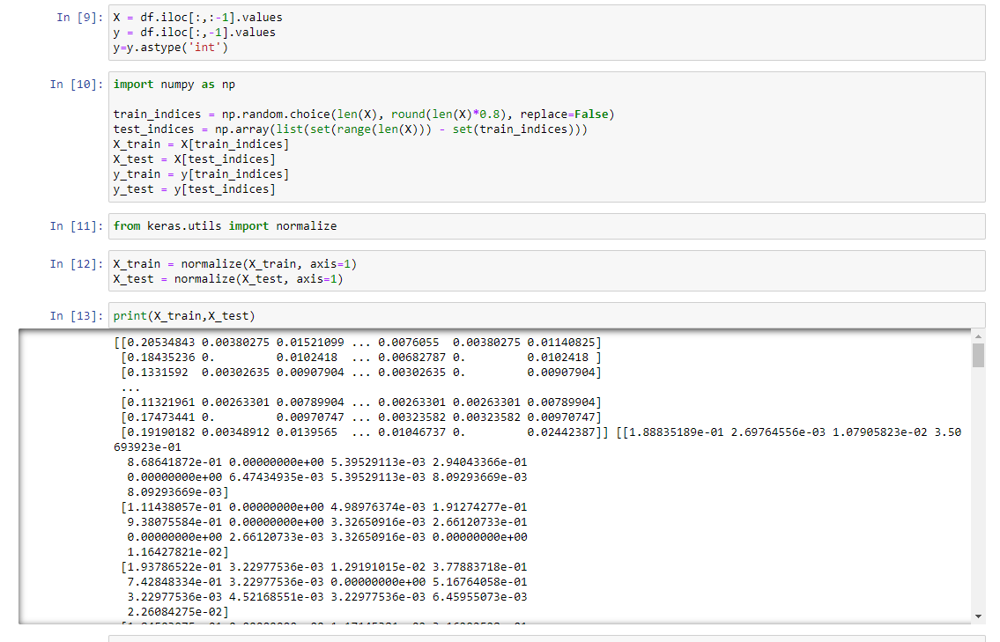 In [9]: X = df.iloc[:,:-1].values
y = df.iloc[:,-1].values
y=y.astype('int')
In [10]: import numpy as np
train_indices = np.random.choice(len(X), round(len(X)*0.8), replace=False)
test_indices = np.array(list(set(range(len(X))) - set(train_indices)))
X_train = X[train_indices]
X_test = X[test_indices]
y_train = y[train_indices]
y_test = y[test_indices]
In [11]: from keras.utils import normalize
In [12]: X_train = normalize(X_train, axis=1)
X_test = normalize(X_test, axis=1)
In [13]: print(X_train,X_test)
[[0.20534843 0.00380275 0.01521099 ... 0.0076055  0.00380275 0.01140825]
[0.18435236 0.         0.0102418  ... 0.00682787 0.         0.0102418 ]
[0.1331592  0.00302635 0.00907904 ... 0.00302635 0.         0.00907904]
...
[0.11321961 0.00263301 0.00789904 ... 0.00263301 0.00263301 0.00789904]
[0.17473441 0.         0.00970747 ... 0.00323582 0.00323582 0.00970747]
[0.19190182 0.00348912 0.0139565  ... 0.01046737 0.         0.02442387]] [[1.88835189e-01 2.69764556e-03 1.07905823e-02 3.50
693923e-01
8.68641872e-01 0.00000000e+00 5.39529113e-03 2.94043366e-01
0.00000000e+00 6.47434935e-03 5.39529113e-03 8.09293669e-03
8.09293669e-03]
[1.11438057e-01 0.00000000e+00 4.98976374e-03 1.91274277e-01
9.38075584e-01 0.00000000e+00 3.32650916e-03 2.66120733e-01
0.00000000e+00 2.66120733e-03 3.32650916e-03 0.00000000e+00
1.16427821e-02]
[1.93786522e-01 3.22977536e-03 1.29191015e-02 3.77883718e-01
7.42848334e-01 3.22977536e-03 0.00000000e+00 5.16764058e-01
3.22977536e-03 4.52168551e-03 3.22977536e-03 6.45955073e-03
2.26084275e-02]